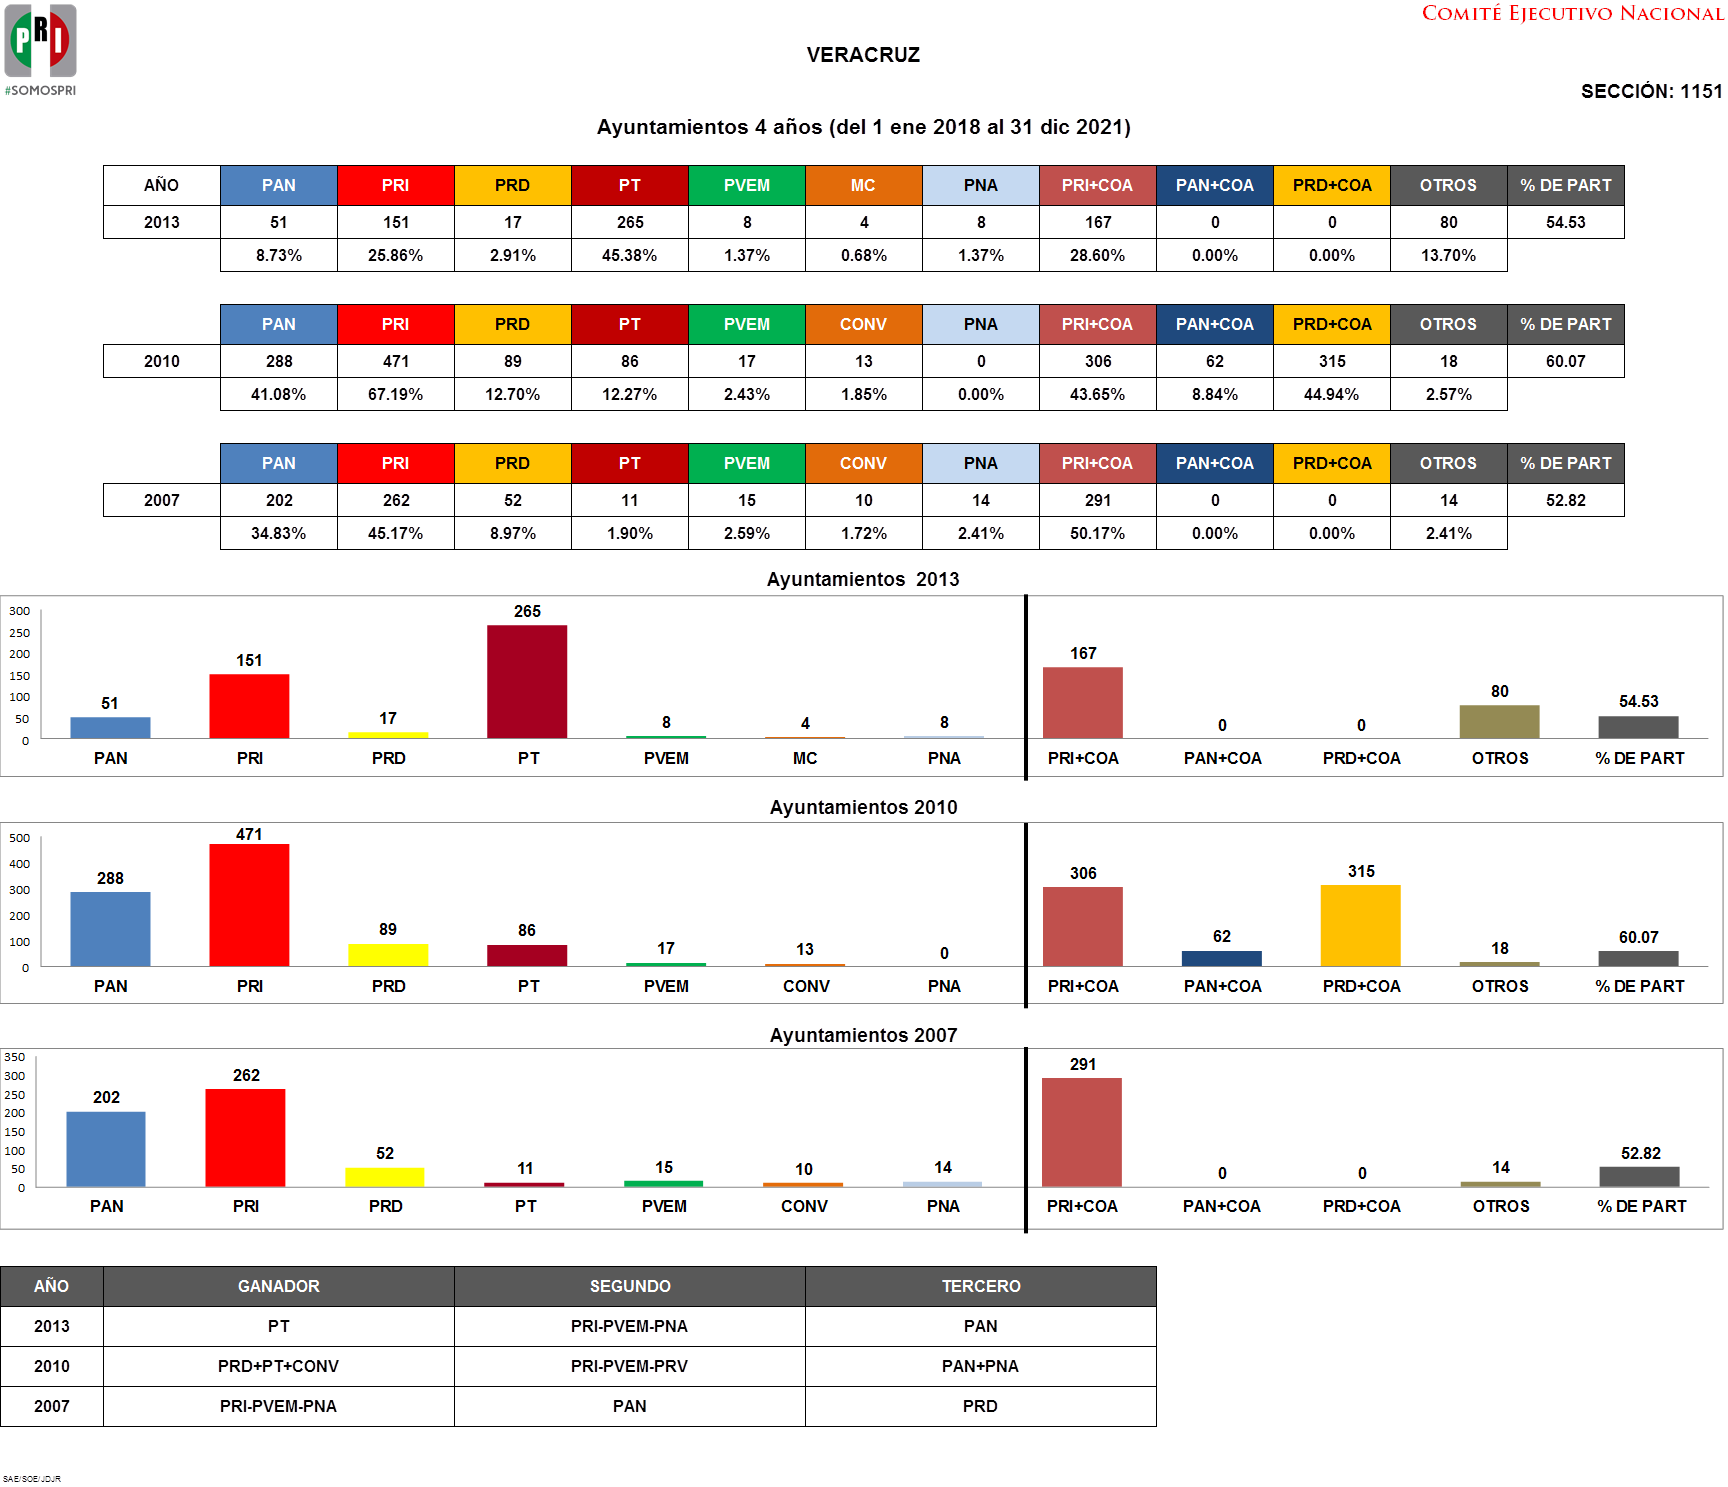 PRI
#SOMOSPRI
COMITÉ EJECUTIVO NACIONAL
VERACRUZ
SECCIÓN: 1151
Ayuntamientos 4 años (del 1 ene 2018 al 31 dic 2021)
AÑO PAN PRI PRD PT PVEM MC PNA PRI+COA PAN+COA PRD+COA OTROS % DE PART
2013 51 151 17 265 8 4 8 167 0 0 80 54.53
8.73% 25.86% 2.91% 45.38% 1.37% 0.68% 1.37% 28.60% 0.00% 0.00% 13.70%
PAN PRI PRD PT PVEM CONV PNA PRI+COA PAN+COA PRD+COA OTROS % DE PART
2010 288 471 89 86 17 13 0 306 62 315 18 60.07
41.08% 67.19% 12.70% 12.27% 2.43% 1.85% 0.00% 43.65% 8.84% 44.94% 2.57%
PAN PRI PRD PT PVEM CONV PNA PRI+COA PAN+COA PRD+COA OTROS % DE PART
2007 202 262 52 11 15 10 14 291 0 0 14 52.82
34.83% 45.17% 8.97% 1.90% 2.59% 1.72% 2.41% 50.17% 0.00% 0.00% 2.41%
Ayuntamientos 2013
300
250
200
150
100
50
0
51 151 17 265 8 4 8 167 0 0 80 54.53
PAN PRI PRD PT PVEM MC PNA PRI+COA PAN+COA PRD+COA OTROS % DE PART
Ayuntamientos 2010
500
400
300
200
100
0
288 471 89 86 17 13 0 306 62 315 18 60.07
PAN PRI PRD PT PVEM CONV PNA PRI+COA PAN+COA PRD+COA OTROS % DE PART
Ayuntamientos 2007
350
300
250
200
150
100
50
0
202 262 52 11 15 10 14 291 0 0 14 52.82
PAN PRI PRD PT PVEM CONV PNA PRI+COA PAN+COA PRD+COA OTROS % DE PART
AÑO GANADOR SEGUNDO TERCERO
2013 PT PRI-PVEM-PNA PAN
2010 PRD+PT+CONV PRI-PVEM-PRV PAN+PNA
2007 PRI-PVEM-PNA PAN PRD
SAE/SOE/JDJR